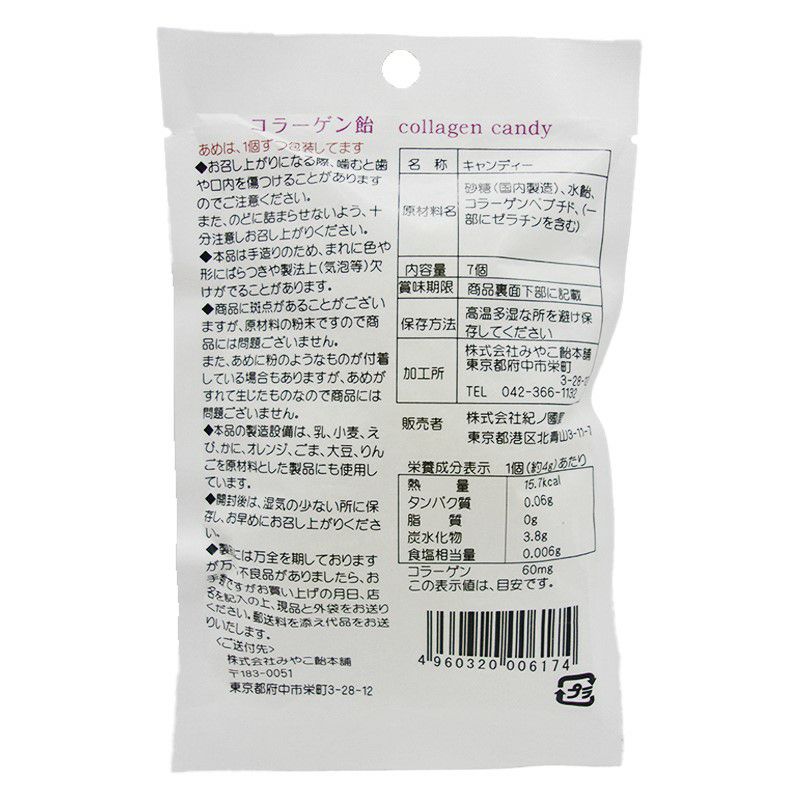 コラーゲン飴 collagen candy
あめは、1個ずつ包装してます
◆お召し上がりになる際、噛むと歯
や口内を傷つけることがあります
のでご注意ください。
また、のどに詰まらせないよう、十
分注意しお召し上がりください。
◆本品は手造りのため、まれに色や
形にばらつきや製法上(気泡等)欠
けがでることがあります。
◆商品に斑点があることがござい
ますが、原材料の粉末ですので商
品には問題ございません。
また、あめに粉のようなものが付着
している場合もありますが、あめが
すれて生じたものなので商品には
問題ございません。
◆本品の製造設備は、乳、小麦、え
び、かに、オレンジ、ごま、大豆、りん
ごを原材料とした製品にも使用し
ています。
◆開封後は、湿気の少ない所に保
存し、お早めにお召し上がりくださ
い。
◆製には万全を期しております
が万、不良品がありましたら、お
手ですがお買い上げの月日、店
を記入の上、現品と外袋をお送り
ください。郵送料を添え代品をお送
りいたします。
<ご送付先>
株式会社みやこ飴本舗
〒183-0051
東京都府中市栄町3-28-12
名称 キャンディー
原材料名 砂糖(国内製造)、水飴、
コラーゲンペプチド、(一
部にゼラチンを含む)
内容量 7個
賞味期限 商品裏面下部に記載
保存方法 高温多湿な所を避け保
存してください
加工所 株式会社みやこ飴本舗
東京都府中市栄町
3-28-12
TEL 042-366-1132
販売者 株式会社紀ノ國
東京都港区北青山3-11-7
栄養成分表示 1個(約4g)あたり
熱量 15.7kcal
タンパク質 0.06g
脂質 0g
炭水化物 3.8g
食塩相当量 0.006g
コラーゲン 60mg
この表示値は、目安です。
4 960320 006174
プラ